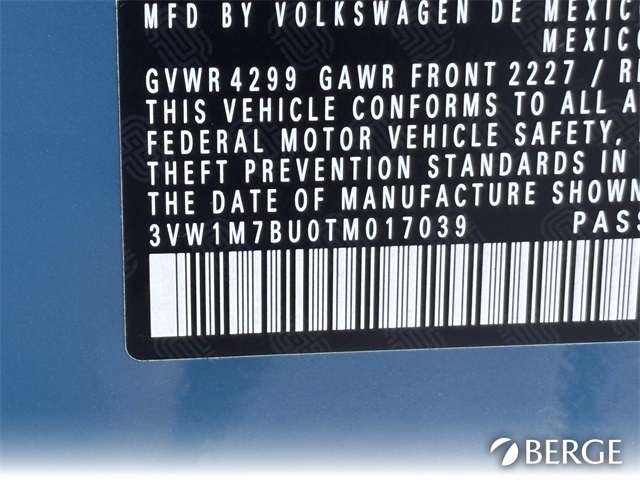 MFD BY VOLKSWAGEN DE MEXICO
MEXICO
GVWR 4299 GAWR FRONT 2227 /
THIS VEHICLE CONFORMS TO ALL
FEDERAL MOTOR VEHICLE SAFETY,
THEFT PREVENTION STANDARDS IN
THE DATE OF MANUFACTURE SHOWN
3VW1M7BU0TM017039 PASS
BERGE